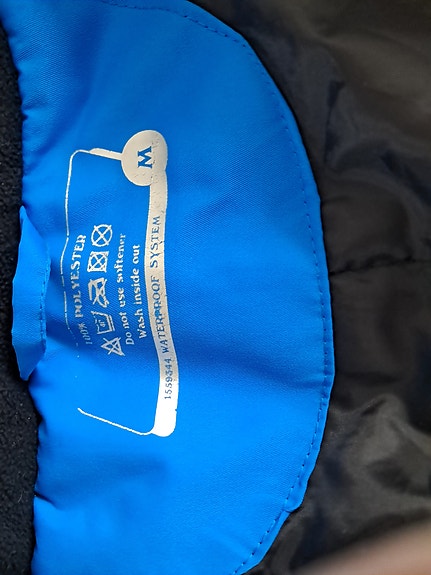 M
100% POLYESTER
Do not use softener
Wash inside out
1559344 WATERPROOF SYSTEM